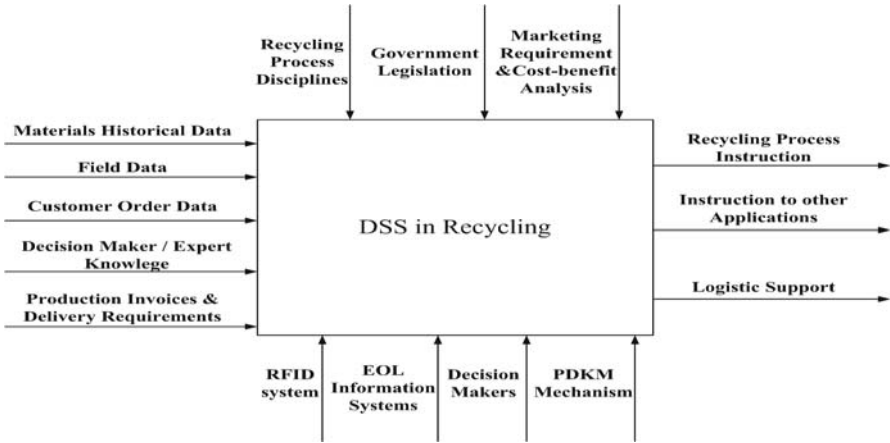 Recycling
Process
Disciplines
Government
Legislation
Marketing
Requirement
&Cost-benefit
Analysis
Materials Historical Data
Field Data
Customer Order Data
Decision Maker / Expert
Knowlege
Production Invoices &
Delivery Requirements
DSS in Recycling
Recycling Process
Instruction
Instruction to other
Applications
Logistic Support
RFID
system
EOL
Information
Systems
Decision
Makers
PDKM
Mechanism